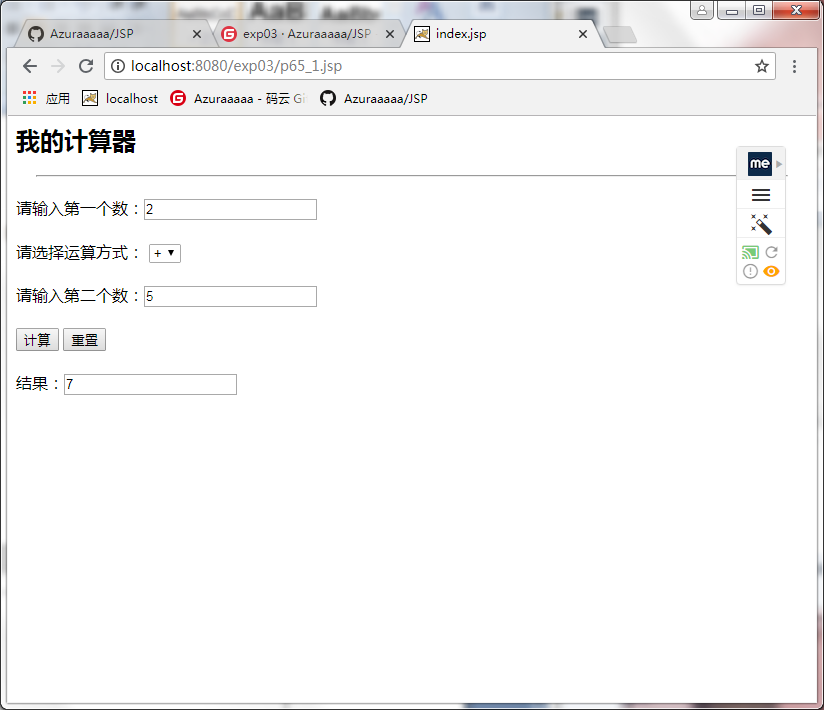 Azuraaaaa/JSP
exp03 · Azuraaaaa/JSP
index.jsp
localhost:8080/exp03/p65_1.jsp
应用
localhost
Azuraaaaa - 码云 Gi
Azuraaaaa/JSP
我的计算器
me
请输入第一个数：2
请选择运算方式： +
请输入第二个数：5
计算 重置
结果：7